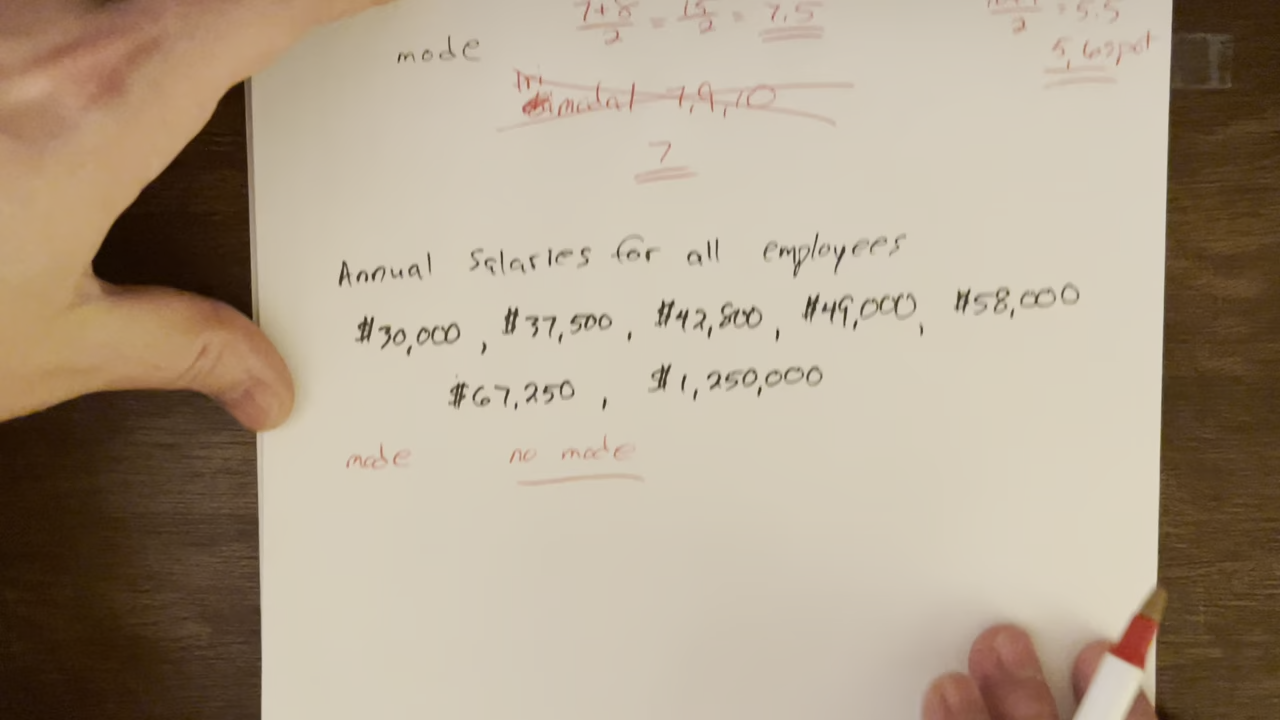 7+8/2 = 15/2 = 7.5
/2 = 5.5
mode
5,6 spot
Tri modal 7,9,10
7
Annual Salaries for all employees
$30,000, $37,500, $42,800, $49,000, $58,000
$67,250, $1,250,000
mode no mode